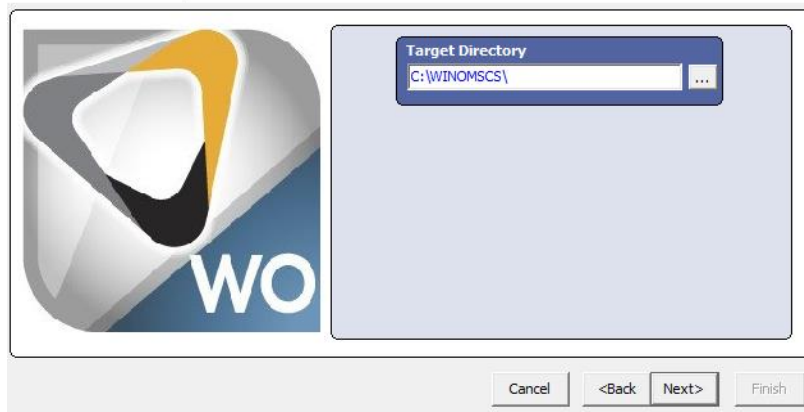 Target Directory
C:\WINOMSCS\
...
WO
Cancel
<Back
Next>
Finish